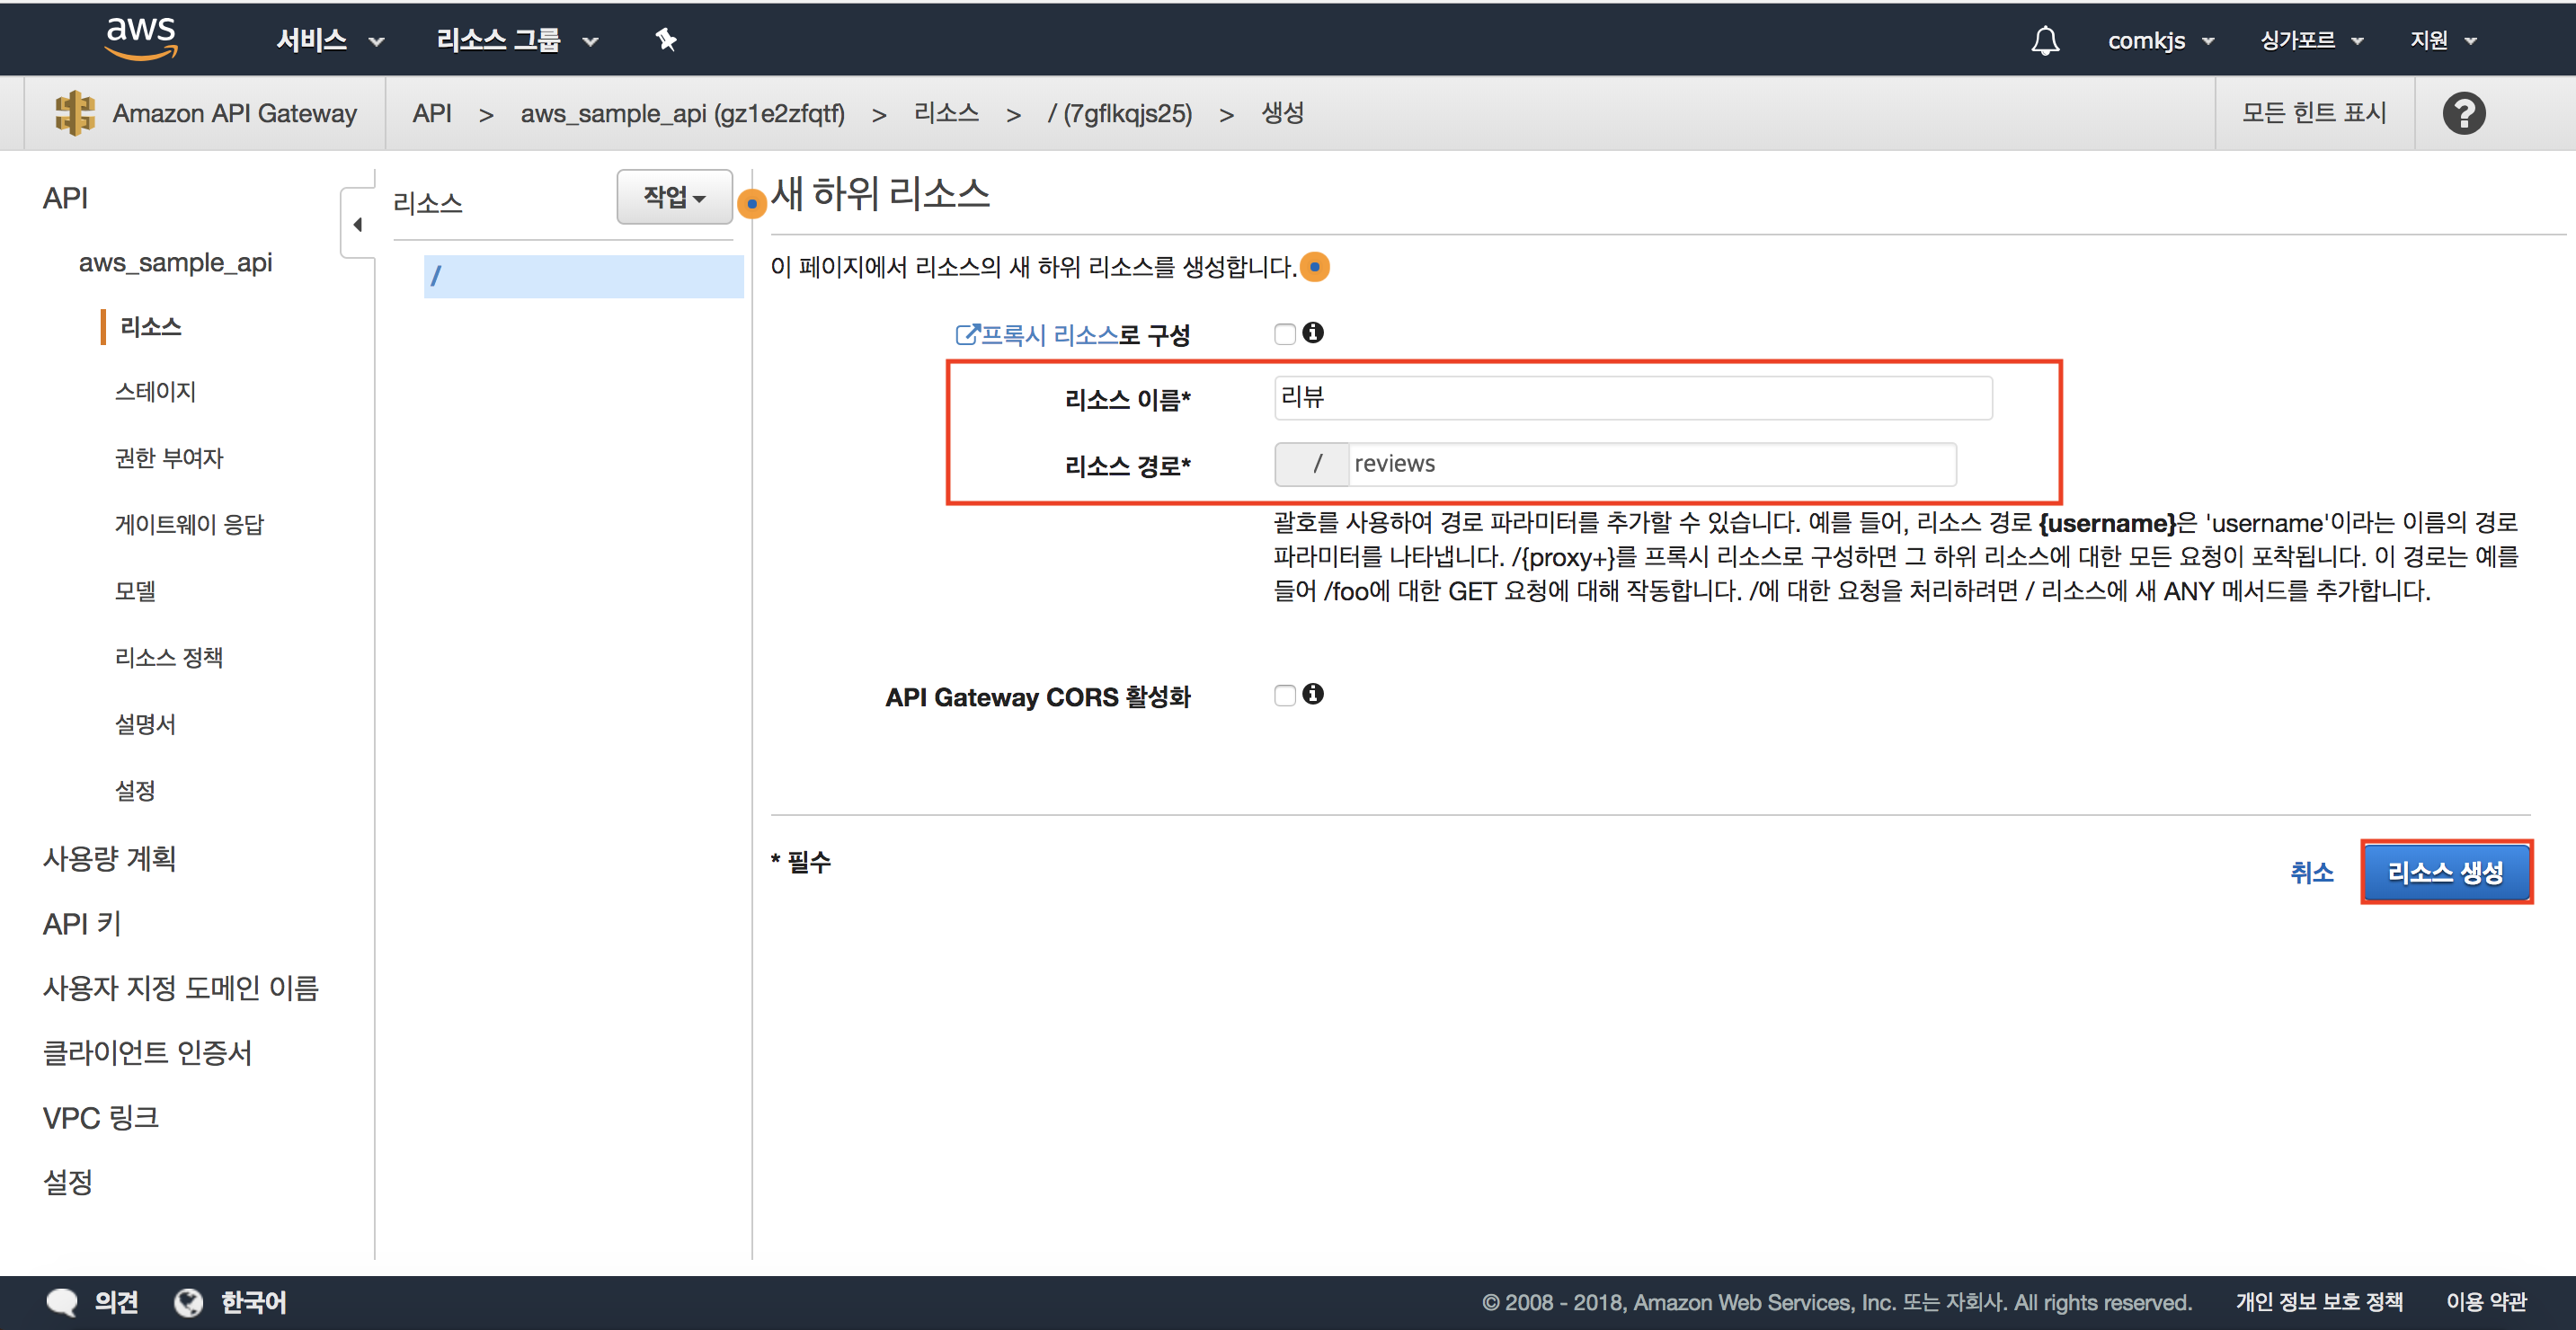 aws 서비스 리소스 그룹 comkjs 싱가포르 지원
Amazon API Gateway API > aws_sample_api (gz1e2zfqtf) > 리소스 > / (7gflkqjs25) > 생성 모든 힌트 표시 ?
API
aws_sample_api
리소스
스테이지
권한 부여자
게이트웨이 응답
모델
리소스 정책
설명서
설정
사용량 계획
API 키
사용자 지정 도메인 이름
클라이언트 인증서
VPC 링크
설정
리소스 작업
/
새 하위 리소스
이 페이지에서 리소스의 새 하위 리소스를 생성합니다.
프록시 리소스로 구성
리소스 이름* 리뷰
리소스 경로* / reviews
괄호를 사용하여 경로 파라미터를 추가할 수 있습니다. 예를 들어, 리소스 경로 {username}은 'username'이라는 이름의 경로
파라미터를 나타냅니다. /{proxy+}를 프록시 리소스로 구성하면 그 하위 리소스에 대한 모든 요청이 포착됩니다. 이 경로는 예를
들어 /foo에 대한 GET 요청에 대해 작동합니다. /에 대한 요청을 처리하려면 / 리소스에 새 ANY 메서드를 추가합니다.
API Gateway CORS 활성화
* 필수 취소 리소스 생성
의견 한국어 © 2008 - 2018, Amazon Web Services, Inc. 또는 자회사. All rights reserved. 개인 정보 보호 정책 이용 약관